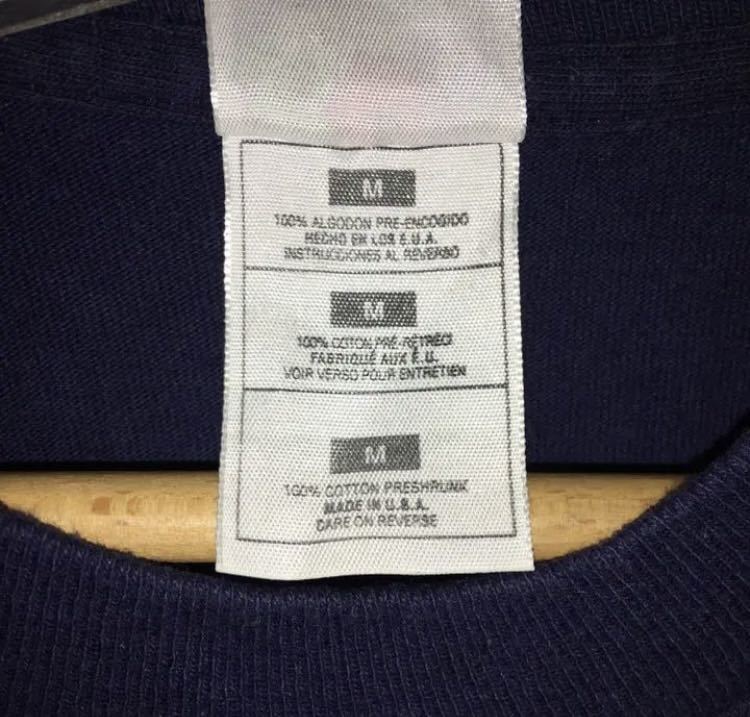 M
100% ALGODON PRE-ENCOGIDO
HECHO EN LOS E.U.A.
INSTRUCCIONES AL REVERSO
M
100% COTON PRÉ-RÉTRÉCI
FABRIQUÉ AUX É.U.
VOIR VERSO POUR ENTRETIEN
M
100% COTTON PRESHRUNK
MADE IN U.S.A.
CARE ON REVERSE